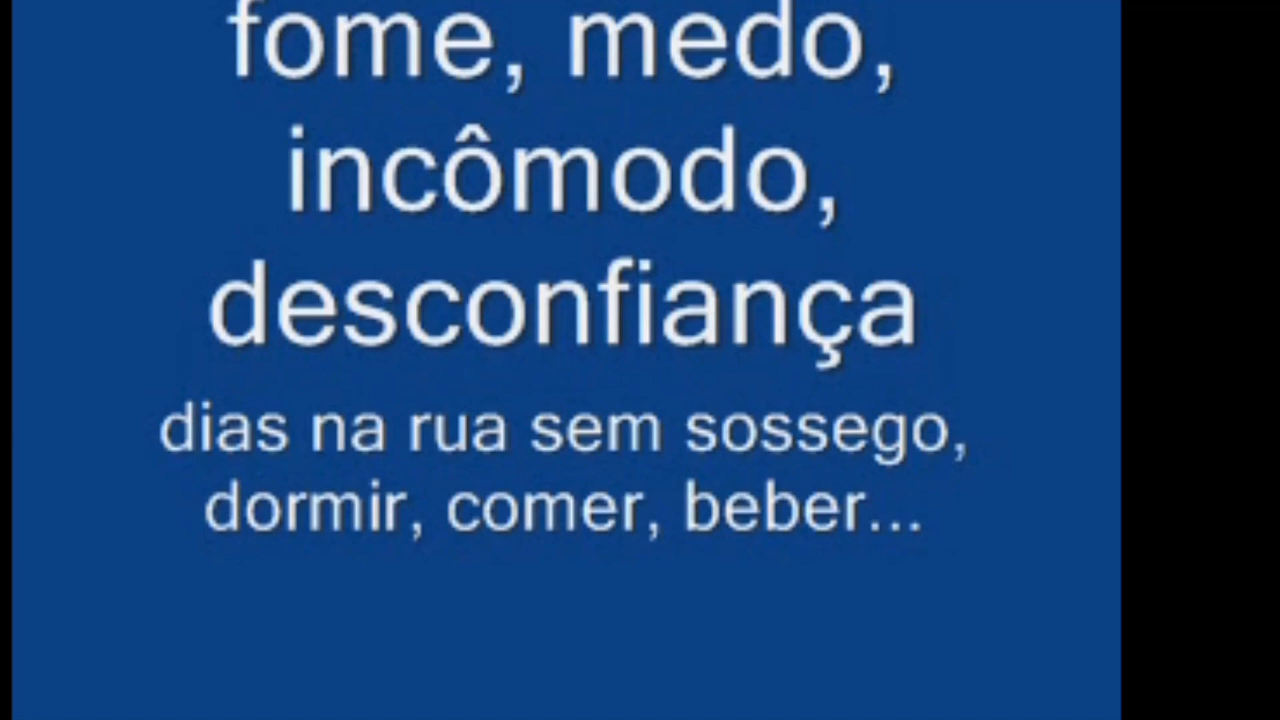 fome, medo,
incômodo,
desconfiança
dias na rua sem sossego,
dormir, comer, beber...